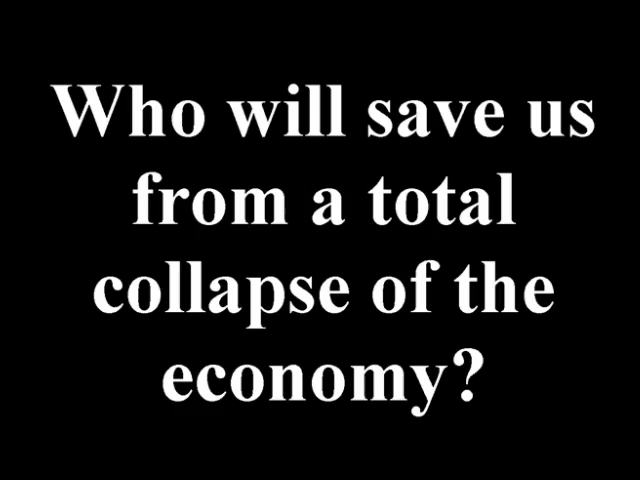 Who will save us
from a total
collapse of the
economy?